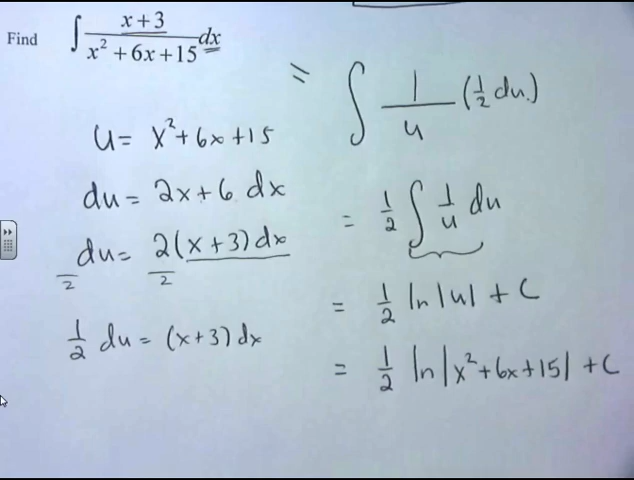 Find ∫ (x + 3)/(x² + 6x + 15) dx
= ∫ 1/u (½ du)
u = x² + 6x + 15
du = 2x + 6 dx
du/2 = 2(x + 3) dx/2
½ du = (x + 3) dx
= ½ ∫ 1/u du
= ½ ln |u| + C
= ½ ln |x² + 6x + 15| + C